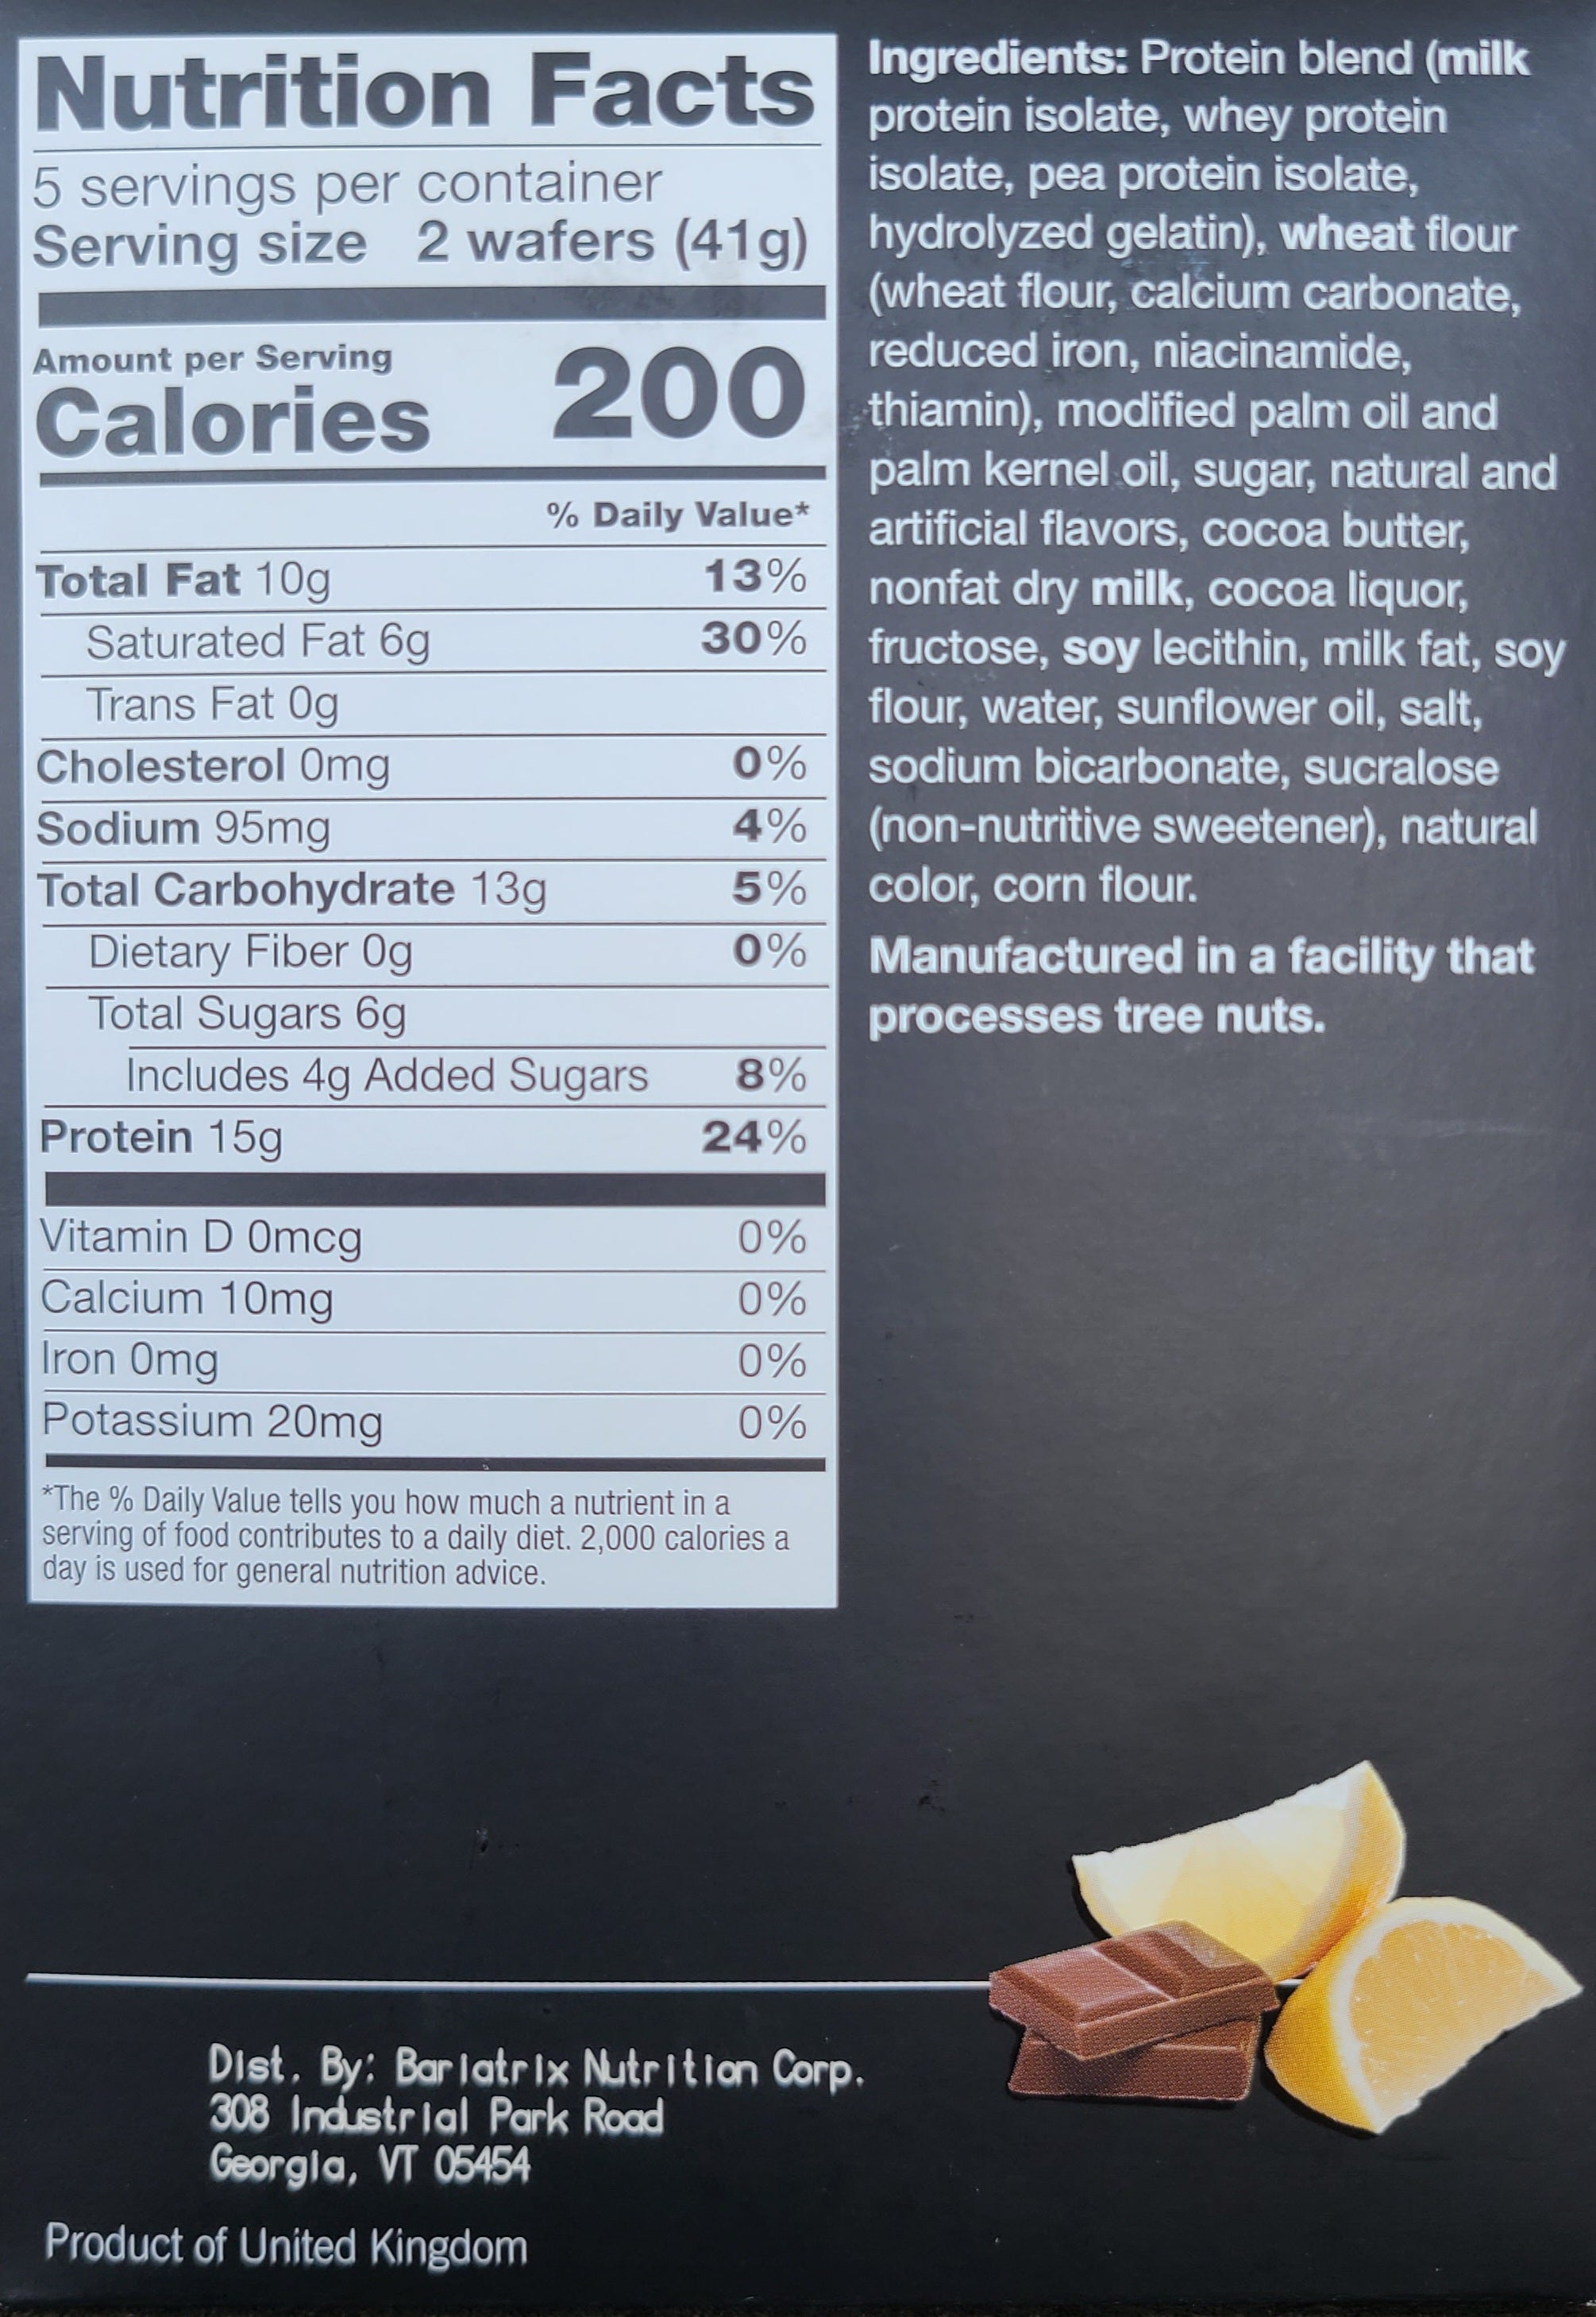 Nutrition Facts
5 servings per container
Serving size 2 wafers (41g)
Amount per Serving
Calories 200
% Daily Value*
Total Fat 10g 13%
Saturated Fat 6g 30%
Trans Fat 0g
Cholesterol 0mg 0%
Sodium 95mg 4%
Total Carbohydrate 13g 5%
Dietary Fiber 0g 0%
Total Sugars 6g
Includes 4g Added Sugars 8%
Protein 15g 24%
Vitamin D 0mcg 0%
Calcium 10mg 0%
Iron 0mg 0%
Potassium 20mg 0%
*The % Daily Value tells you how much a nutrient in a
serving of food contributes to a daily diet. 2,000 calories a
day is used for general nutrition advice.
Ingredients: Protein blend (milk
protein isolate, whey protein
isolate, pea protein isolate,
hydrolyzed gelatin), wheat flour
(wheat flour, calcium carbonate,
reduced iron, niacinamide,
thiamin), modified palm oil and
palm kernel oil, sugar, natural and
artificial flavors, cocoa butter,
nonfat dry milk, cocoa liquor,
fructose, soy lecithin, milk fat, soy
flour, water, sunflower oil, salt,
sodium bicarbonate, sucralose
(non-nutritive sweetener), natural
color, corn flour.
Manufactured in a facility that
processes tree nuts.
Dist. By: Bariatrix Nutrition Corp.
308 Industrial Park Road
Georgia, VT 05454
Product of United Kingdom